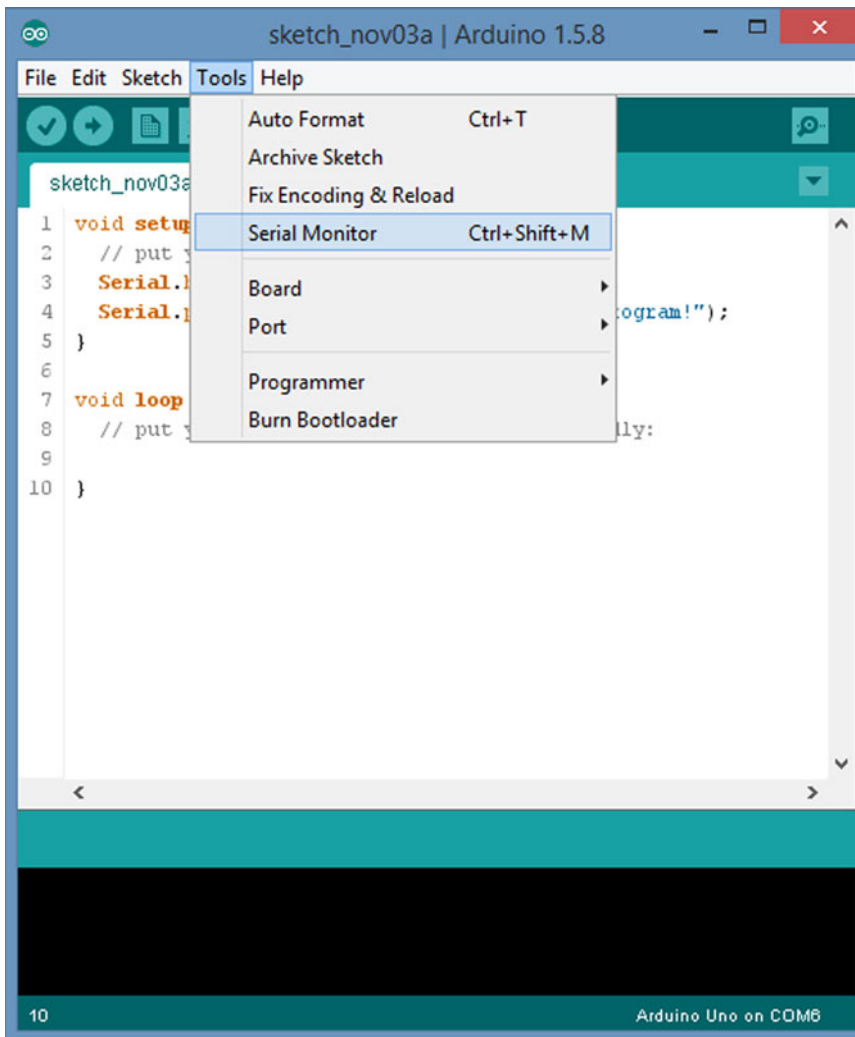 sketch_nov03a | Arduino 1.5.8
File Edit Sketch Tools Help
Auto Format Ctrl+T
Archive Sketch
Fix Encoding & Reload
Serial Monitor Ctrl+Shift+M
Board
Port
Programmer
Burn Bootloader
sketch_nov03a
1 void setup
2 // put
3 Serial.
4 Serial. ogram!");
5 }
6
7 void loop
8 // put lly:
9
10 }
10 Arduino Uno on COM6